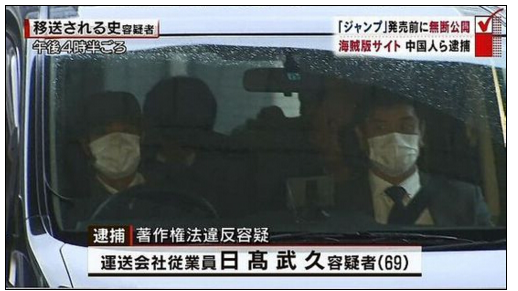 移送される史容疑者
午後4時半ごろ
「ジャンプ」発売前に無断公開
海賊版サイト 中国人ら逮捕
逮捕 著作権法違反容疑
運送会社従業員日髙武久容疑者(69)